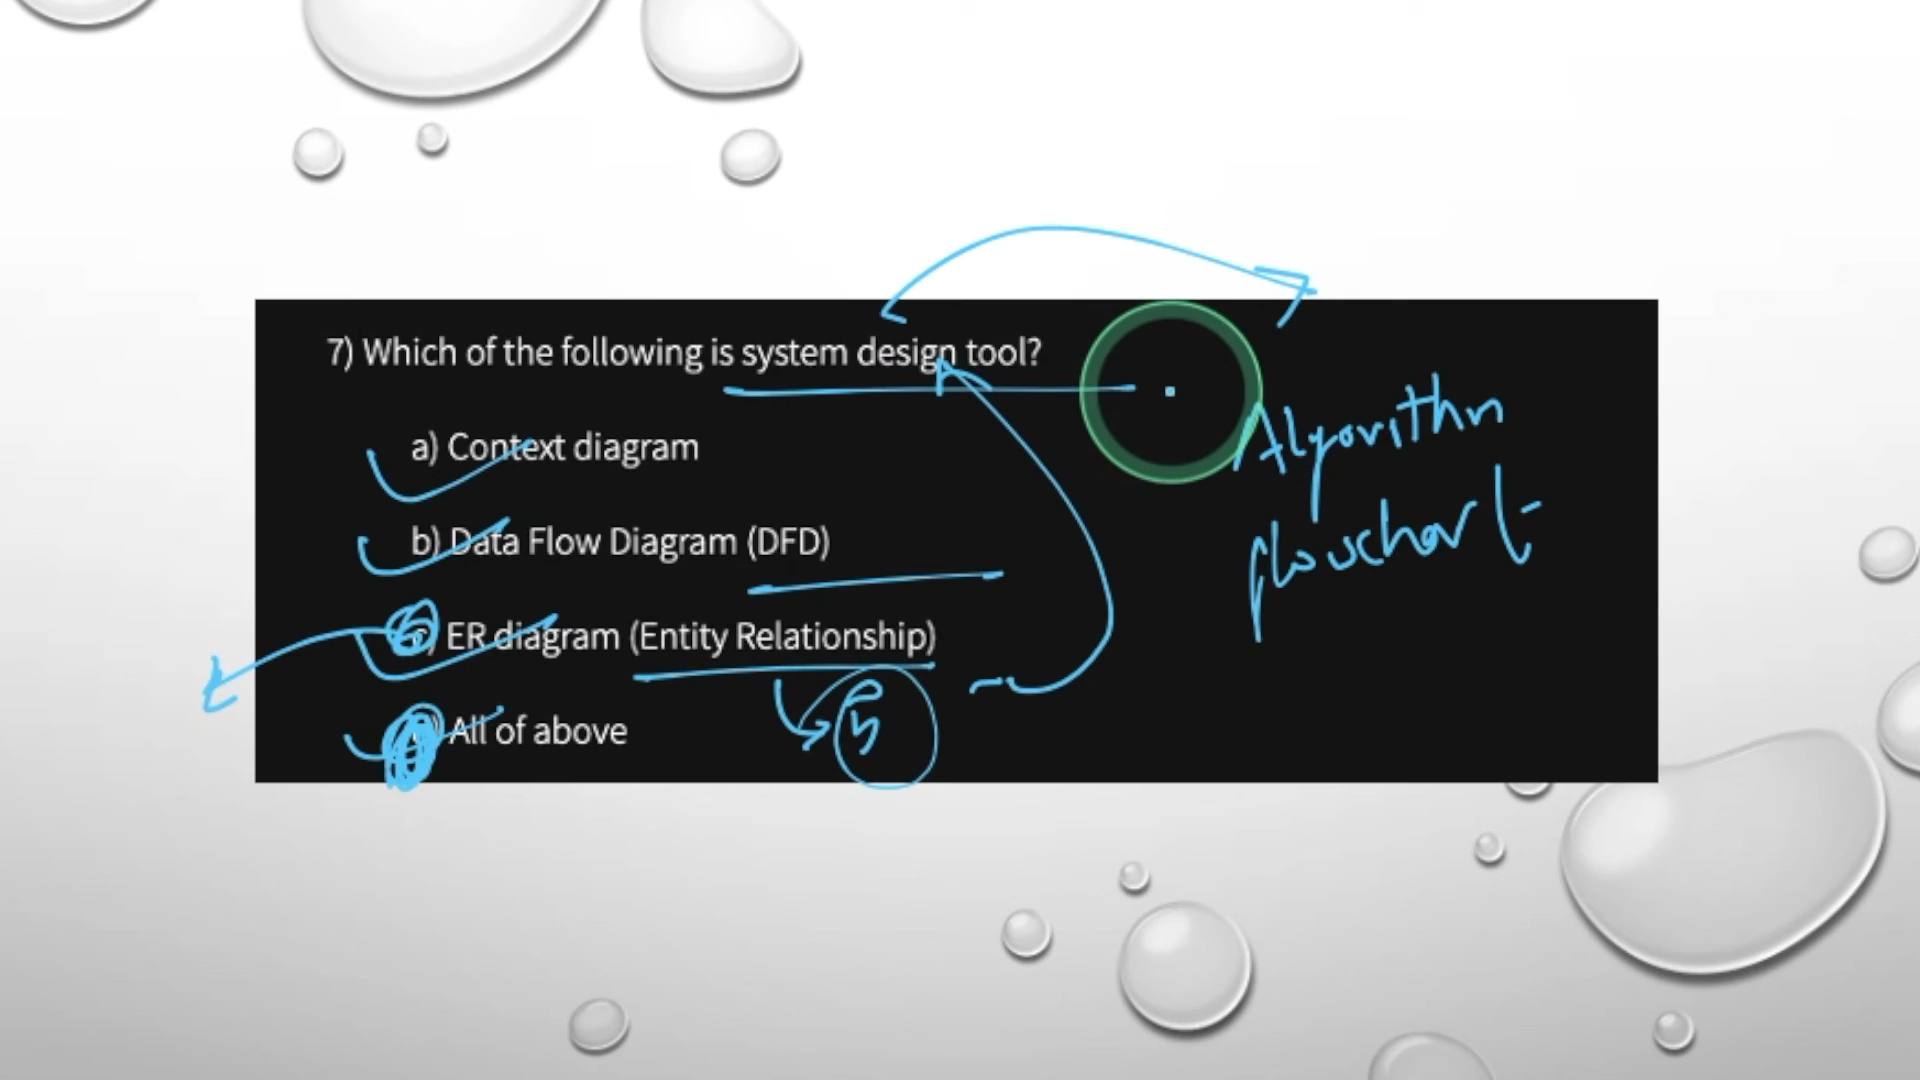 7) Which of the following is system design tool?
a) Context diagram
b) Data Flow Diagram (DFD)
c) ER diagram (Entity Relationship)
All of above
Algorithm
flowchart